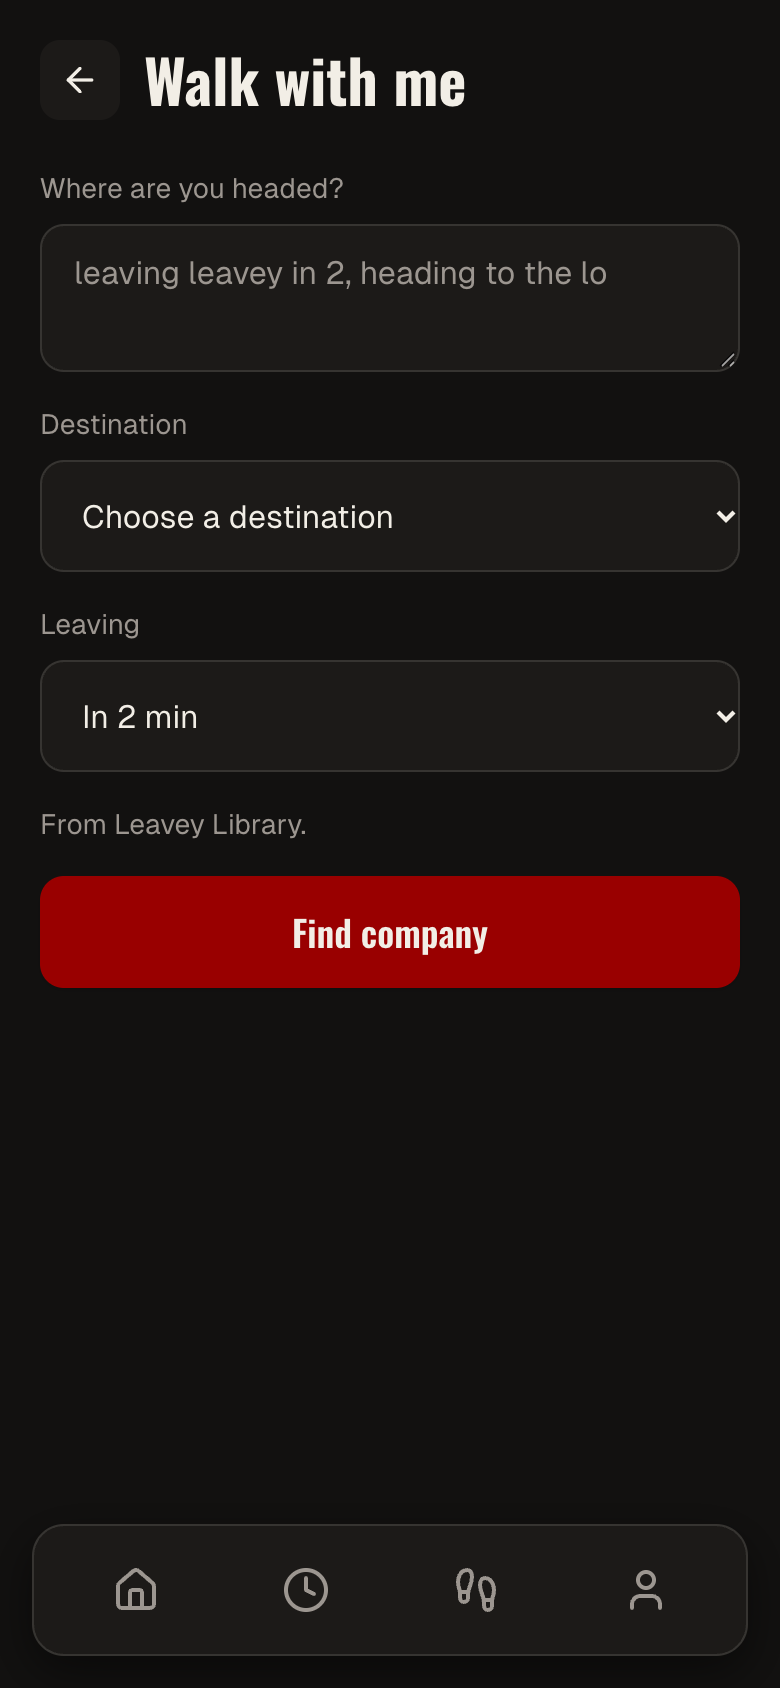 Walk with me
Where are you headed?
leaving leavey in 2, heading to the lo
Destination
Choose a destination
Leaving
In 2 min
From Leavey Library.
Find company